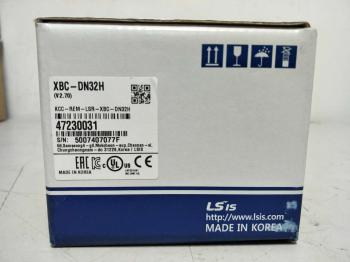 XBC-DN32H
(V2.70)
KCC-REM-LSR-XBC-DN32H
47230031
S/N: 5007407077F
MADE IN KOREA
LS IS
http://www.lsis.com
MADE IN KOREA